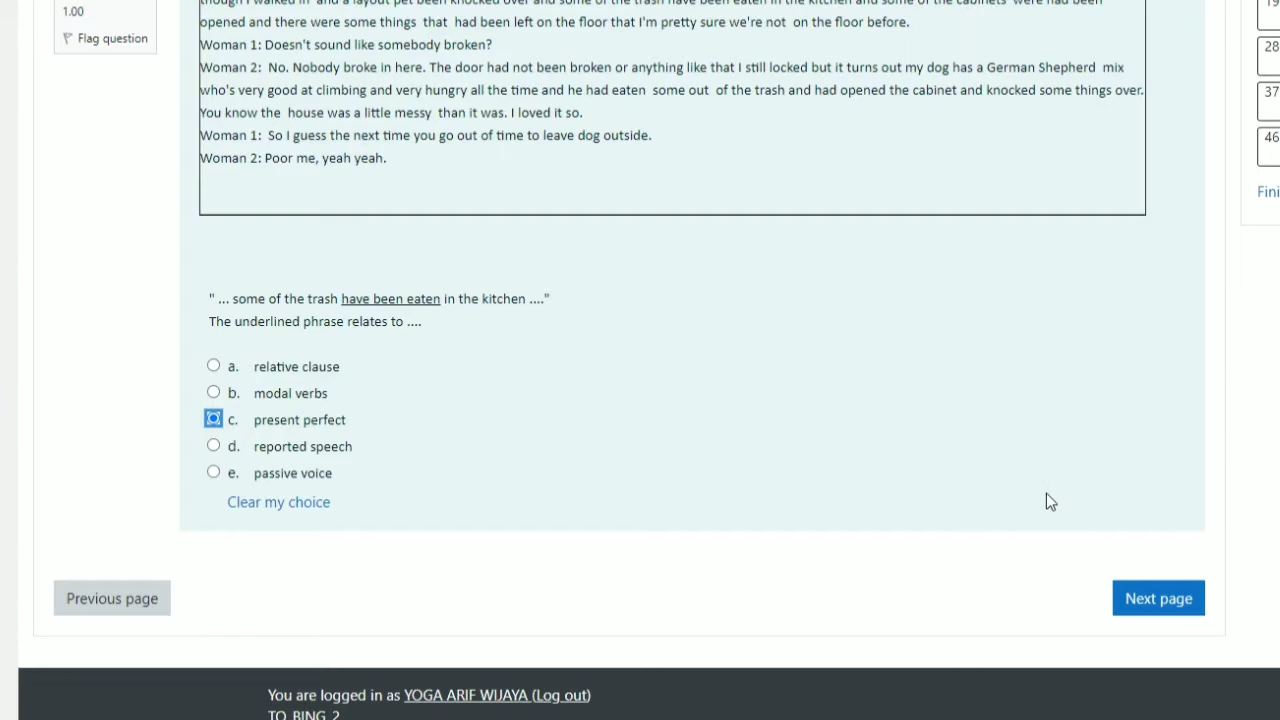 though I walked in and a layout pet been knocked over and some of the trash have been eaten in the kitchen and some of the cabinets were had been
1.00
opened and there were some things that had been left on the floor that I'm pretty sure we're not on the floor before.
Flag question
Woman 1: Doesn't sound like somebody broken?
Woman 2: No. Nobody broke in here. The door had not been broken or anything like that I still locked but it turns out my dog has a German Shepherd mix
who's very good at climbing and very hungry all the time and he had eaten some out of the trash and had opened the cabinet and knocked some things over.
You know the house was a little messy than it was. I loved it so.
Woman 1: So I guess the next time you go out of time to leave dog outside.
Woman 2: Poor me, yeah yeah.
19
28
37
46
Fini
" ... some of the trash have been eaten in the kitchen ...."
The underlined phrase relates to ....
a. relative clause
b. modal verbs
c. present perfect
d. reported speech
e. passive voice
Clear my choice
Previous page
Next page
You are logged in as YOGA ARIF WIJAYA (Log out)
TO_BING_2